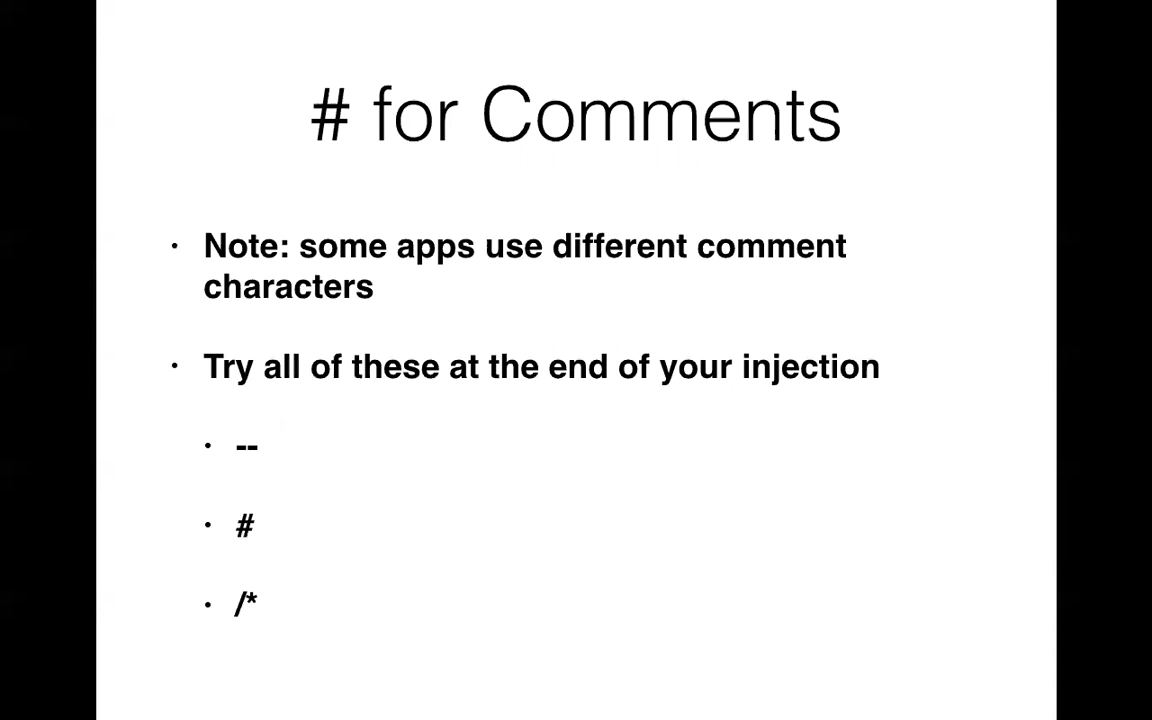 # for Comments
· Note: some apps use different comment
characters
· Try all of these at the end of your injection
· --
· #
· /*